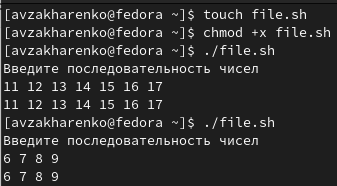 [avzakharenko@fedora ~]$ touch file.sh
[avzakharenko@fedora ~]$ chmod +x file.sh
[avzakharenko@fedora ~]$ ./file.sh
Введите последовательность чисел
11 12 13 14 15 16 17
11 12 13 14 15 16 17
[avzakharenko@fedora ~]$ ./file.sh
Введите последовательность чисел
6 7 8 9
6 7 8 9